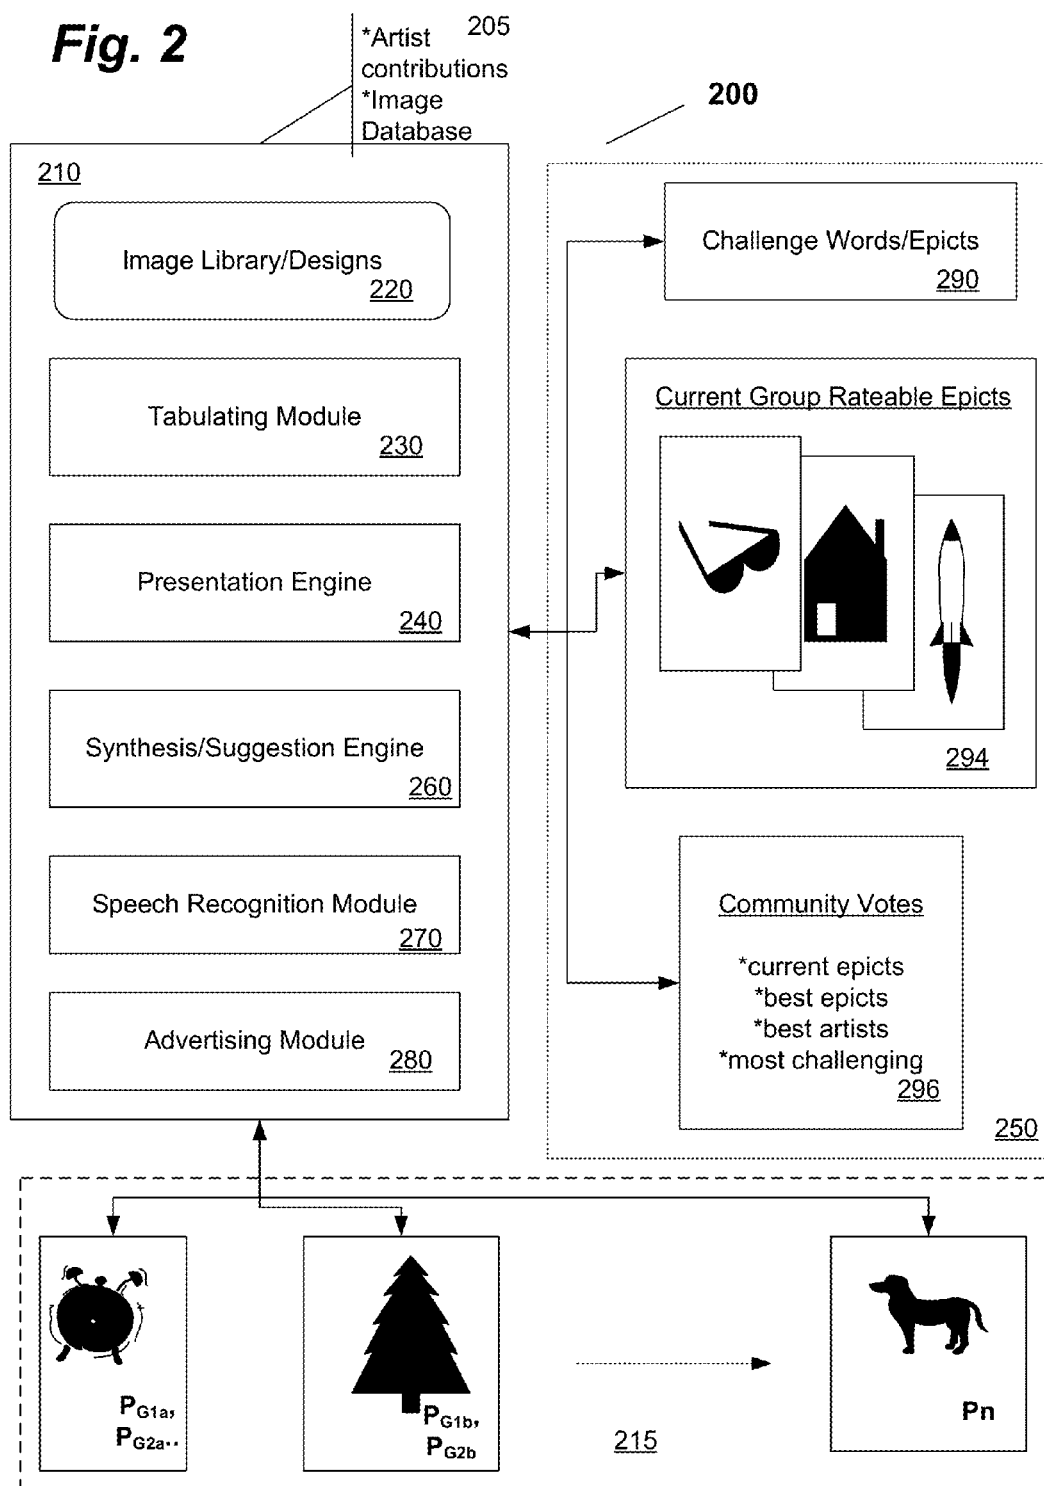 Fig. 2
205
*Artist
contributions
*Image
Database
200
210
Image Library/Designs
220
Tabulating Module
230
Presentation Engine
240
Synthesis/Suggestion Engine
260
Speech Recognition Module
270
Advertising Module
280
Challenge Words/Epicts
290
Current Group Rateable Epicts
294
Community Votes
*current epicts
*best epicts
*best artists
*most challenging
296
250
PG1a,
PG2a..
PG1b,
PG2b
215
Pn